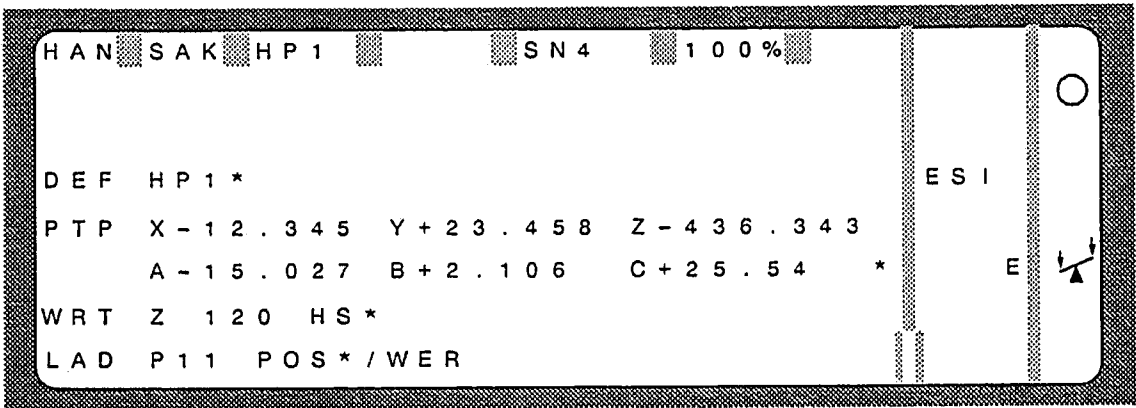 HAN SAK HP1 SN4 100%
DEF HP1* ESI
PTP X-12.345 Y+23.458 Z-436.343
A-15.027 B+2.106 C+25.54 * E
WRT Z 120 HS*
LAD P11 POS*/WER